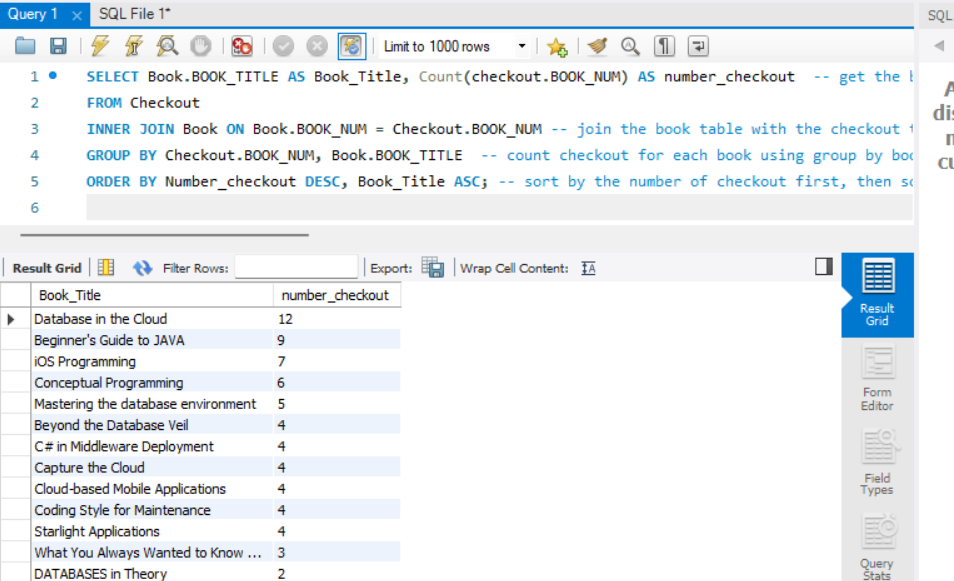 Query 1
SQL File 1*
SQL
Limit to 1000 rows
1 SELECT Book.BOOK_TITLE AS Book_Title, Count(checkout.BOOK_NUM) AS number_checkout -- get the
2 FROM Checkout
3 INNER JOIN Book ON Book.BOOK_NUM = Checkout.BOOK_NUM -- join the book table with the checkout
4 GROUP BY Checkout.BOOK_NUM, Book.BOOK_TITLE -- count checkout for each book using group by
5 ORDER BY Number_checkout DESC, Book_Title ASC; -- sort by the number of checkout first, then
6
Result Grid Filter Rows: Export: Wrap Cell Content:
Book_Title number_checkout
Database in the Cloud 12
Beginner's Guide to JAVA 9
iOS Programming 7
Conceptual Programming 6
Mastering the database environment 5
Beyond the Database Veil 4
C# in Middleware Deployment 4
Capture the Cloud 4
Cloud-based Mobile Applications 4
Coding Style for Maintenance 4
Starlight Applications 4
What You Always Wanted to Know ... 3
DATABASES in Theory 2
Result
Grid
Form
Editor
Field
Types
Query
Stats